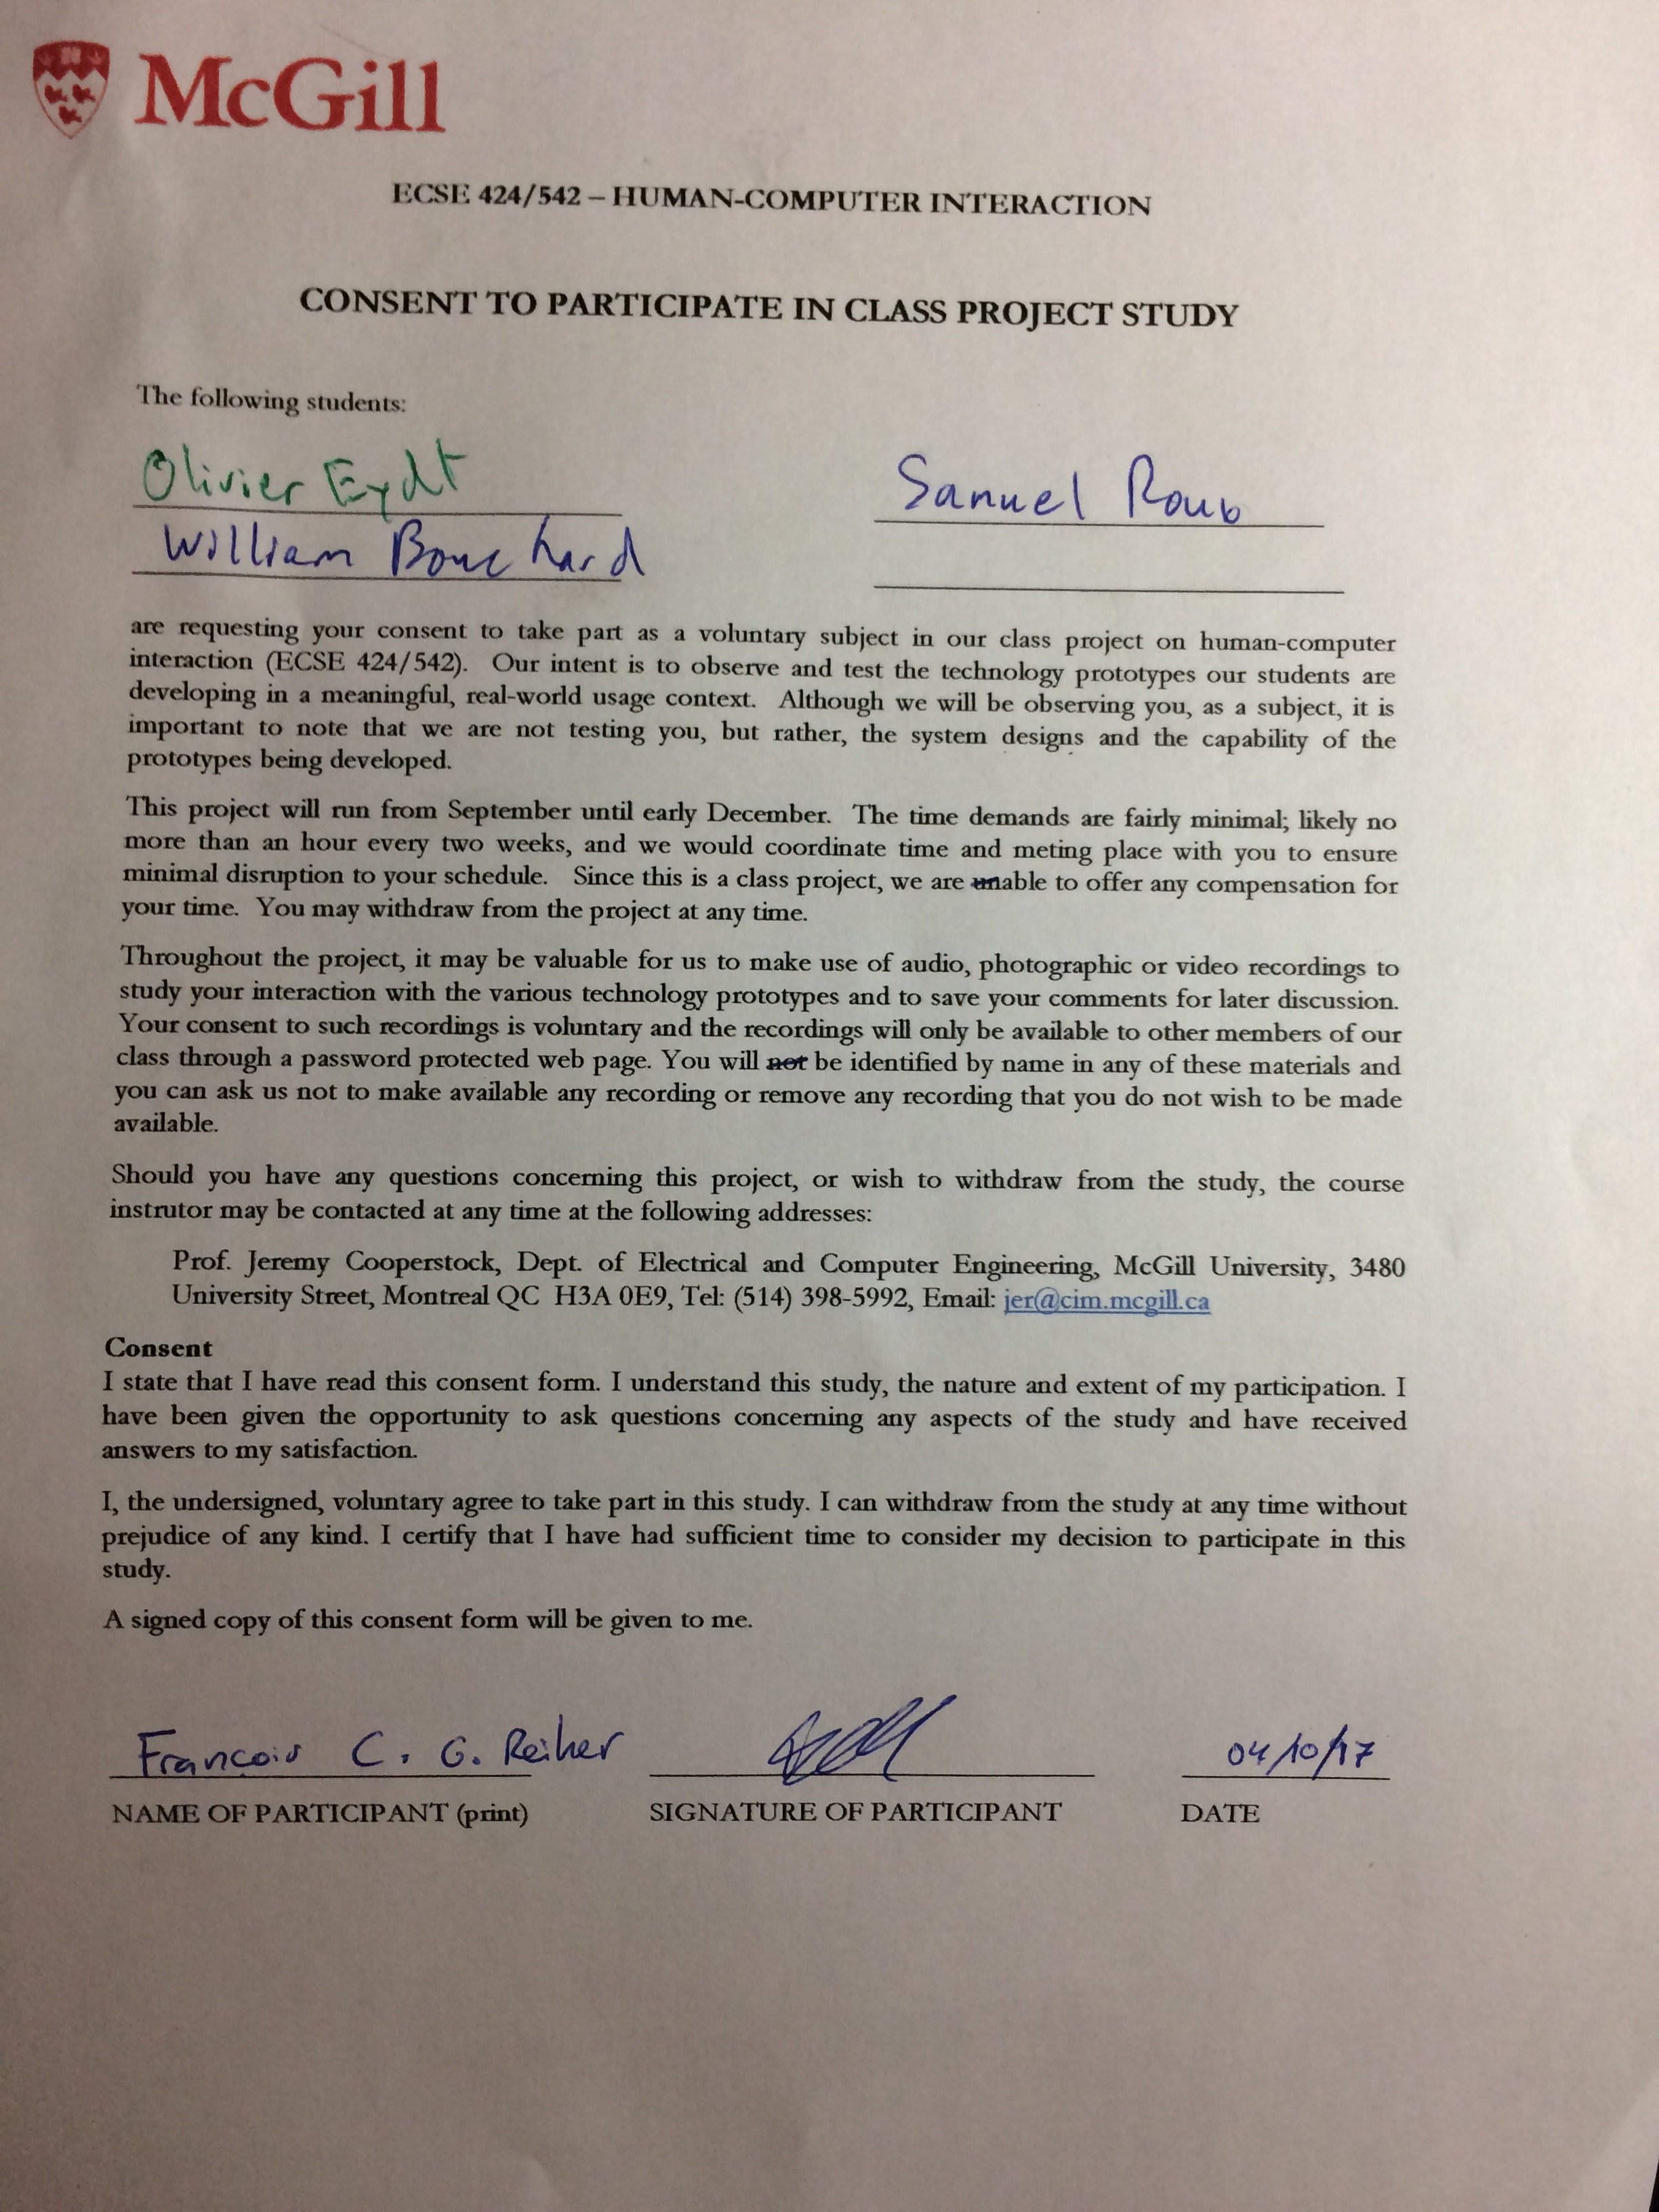 McGill
ECSE 424/542 – HUMAN-COMPUTER INTERACTION
CONSENT TO PARTICIPATE IN CLASS PROJECT STUDY
The following students:
Olivier Eydt
Samuel
William Bouchard
are requesting your consent to take part as a voluntary subject in our class project on human-computer
interaction (ECSE 424/542). Our intent is to observe and test the technology prototypes our students are
developing in a meaningful, real-world usage context. Although we will be observing you, as a subject, it is
important to note that we are not testing you, but rather, the system designs and the capability of the
prototypes being developed.
This project will run from September until early December. The time demands are fairly minimal; likely no
more than an hour every two weeks, and we would coordinate time and meting place with you to ensure
minimal disruption to your schedule. Since this is a class project, we are unable to offer any compensation for
your time. You may withdraw from the project at any time.
Throughout the project, it may be valuable for us to make use of audio, photographic or video recordings to
study your interaction with the various technology prototypes and to save your comments for later discussion.
Your consent to such recordings is voluntary and the recordings will only be available to other members of our
class through a password protected web page. You will not be identified by name in any of these materials and
you can ask us not to make available any recording or remove any recording that you do not wish to be made
available.
Should you have any questions concerning this project, or wish to withdraw from the study, the course
instrutor may be contacted at any time at the following addresses:
Prof. Jeremy Cooperstock, Dept. of Electrical and Computer Engineering, McGill University, 3480
University Street, Montreal QC H3A 0E9, Tel: (514) 398-5992, Email: jer@cim.mcgill.ca
Consent
I state that I have read this consent form. I understand this study, the nature and extent of my participation. I
have been given the opportunity to ask questions concerning any aspects of the study and have received
answers to my satisfaction.
I, the undersigned, voluntary agree to take part in this study. I can withdraw from the study at any time without
prejudice of any kind. I certify that I have had sufficient time to consider my decision to participate in this
study.
A signed copy of this consent form will be given to me.
Francois C. G. Reiher 04/10/17
NAME OF PARTICIPANT (print) SIGNATURE OF PARTICIPANT DATE